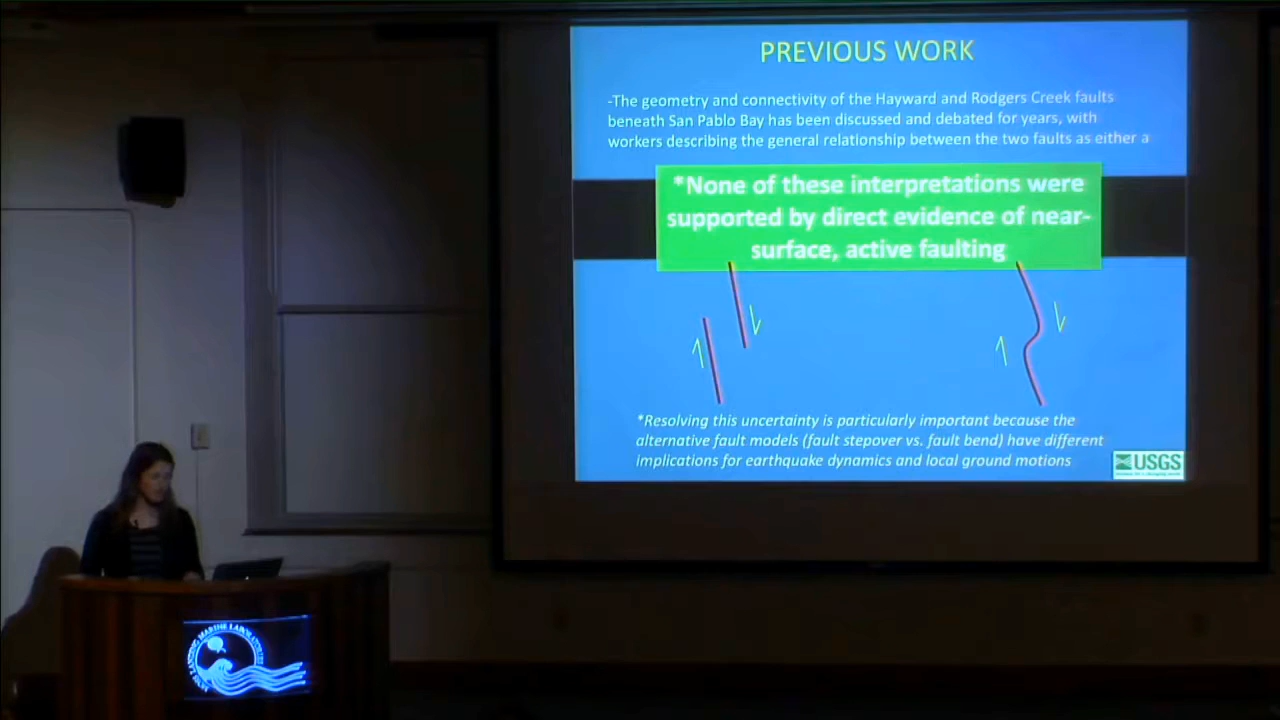 PREVIOUS WORK
-The geometry and connectivity of the Hayward and Rodgers Creek faults
beneath San Pablo Bay has been discussed and debated for years, with
workers describing the general relationship between the two faults as either a
*None of these interpretations were
supported by direct evidence of near-
surface, active faulting
*Resolving this uncertainty is particularly important because the
alternative fault models (fault stepover vs. fault bend) have different
implications for earthquake dynamics and local ground motions
USGS
MOSS LANDING MARINE LABORATORIES